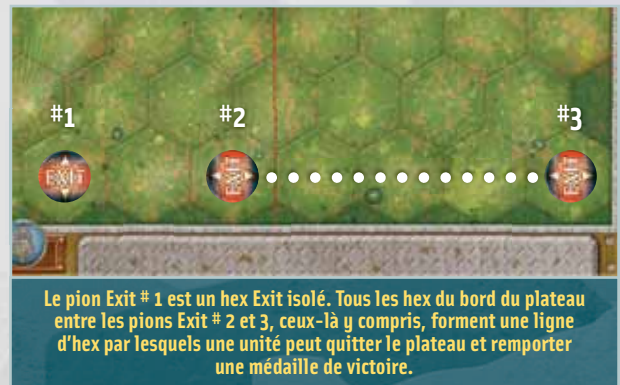 #1 #2 #3
EXIT EXIT EXIT
Le pion Exit # 1 est un hex Exit isolé. Tous les hex du bord du plateau
entre les pions Exit # 2 et 3, ceux-là y compris, forment une ligne
d'hex par lesquels une unité peut quitter le plateau et remporter
une médaille de victoire.